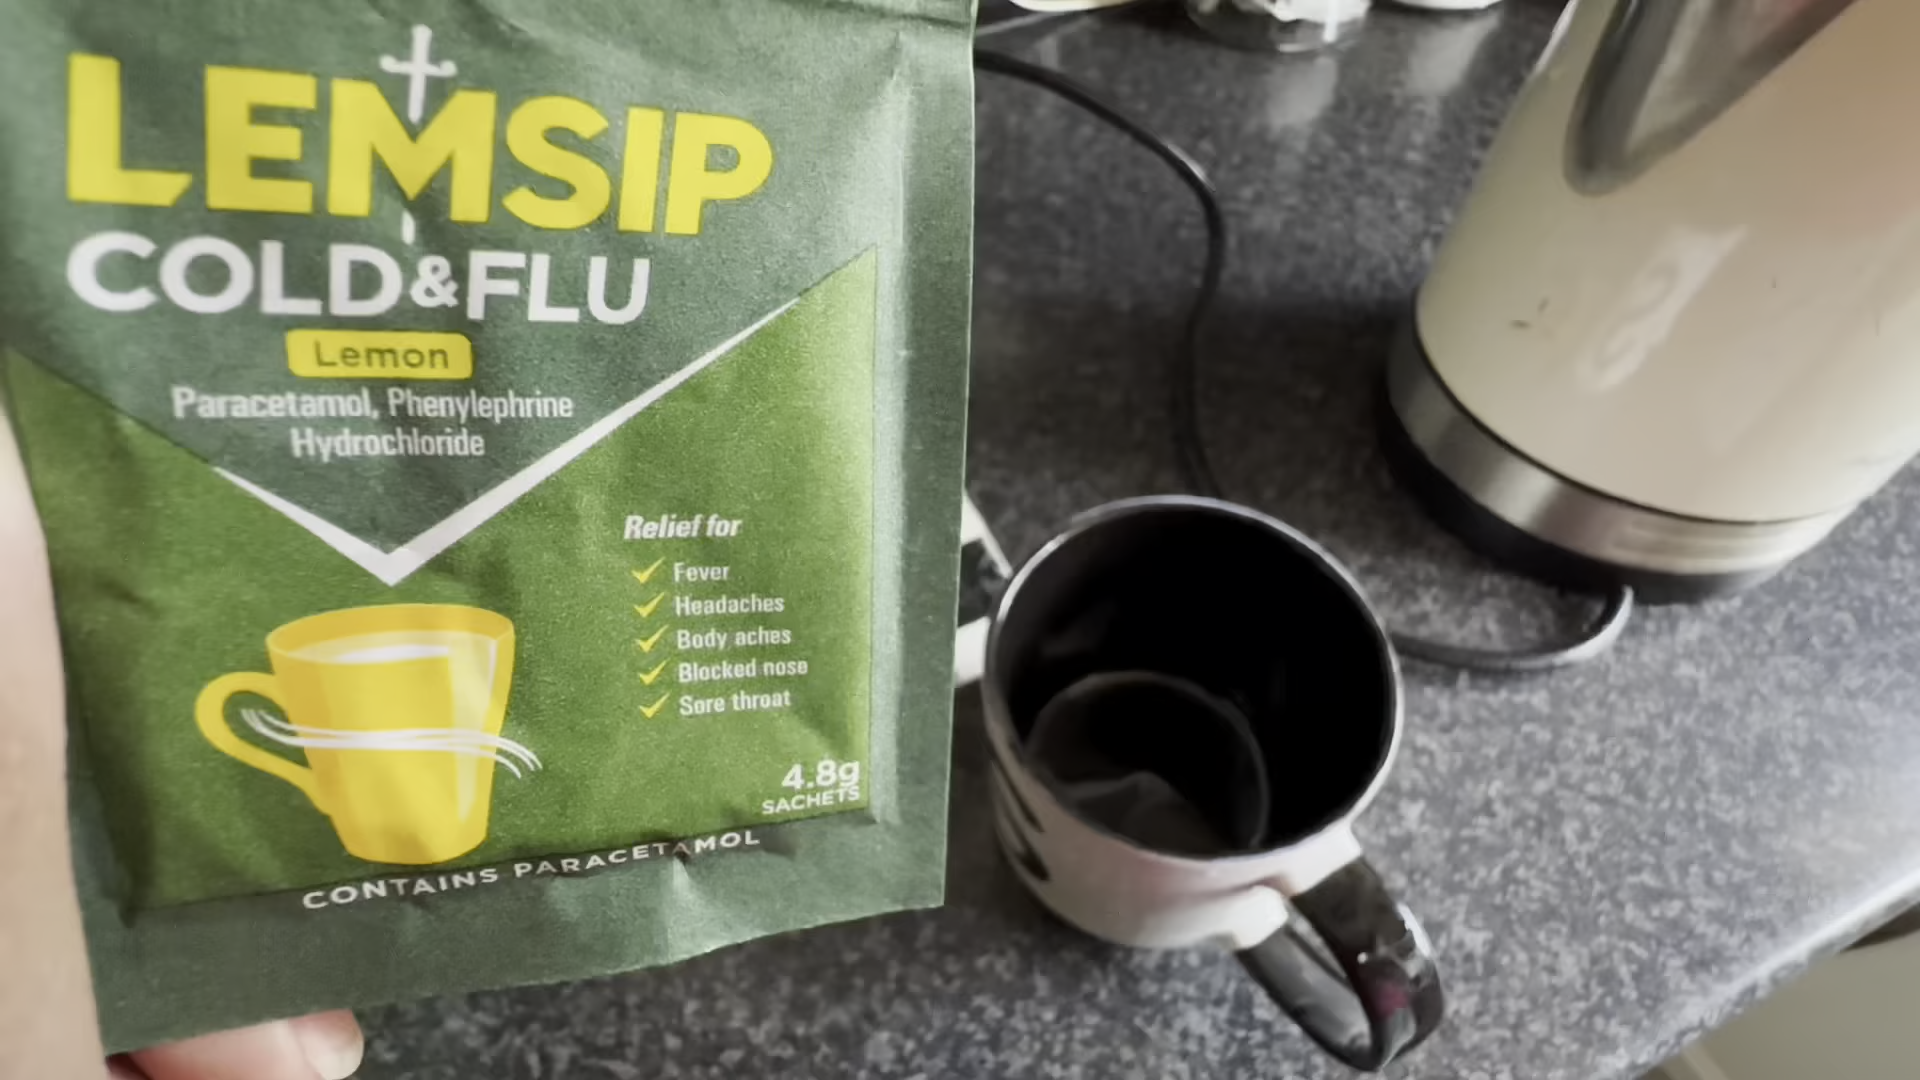 LEMSIP
COLD&FLU
Lemon
Paracetamol, Phenylephrine
Hydrochloride
Relief for
Fever
Headaches
Body aches
Blocked nose
Sore throat
4.8g
SACHETS
CONTAINS PARACETAMOL